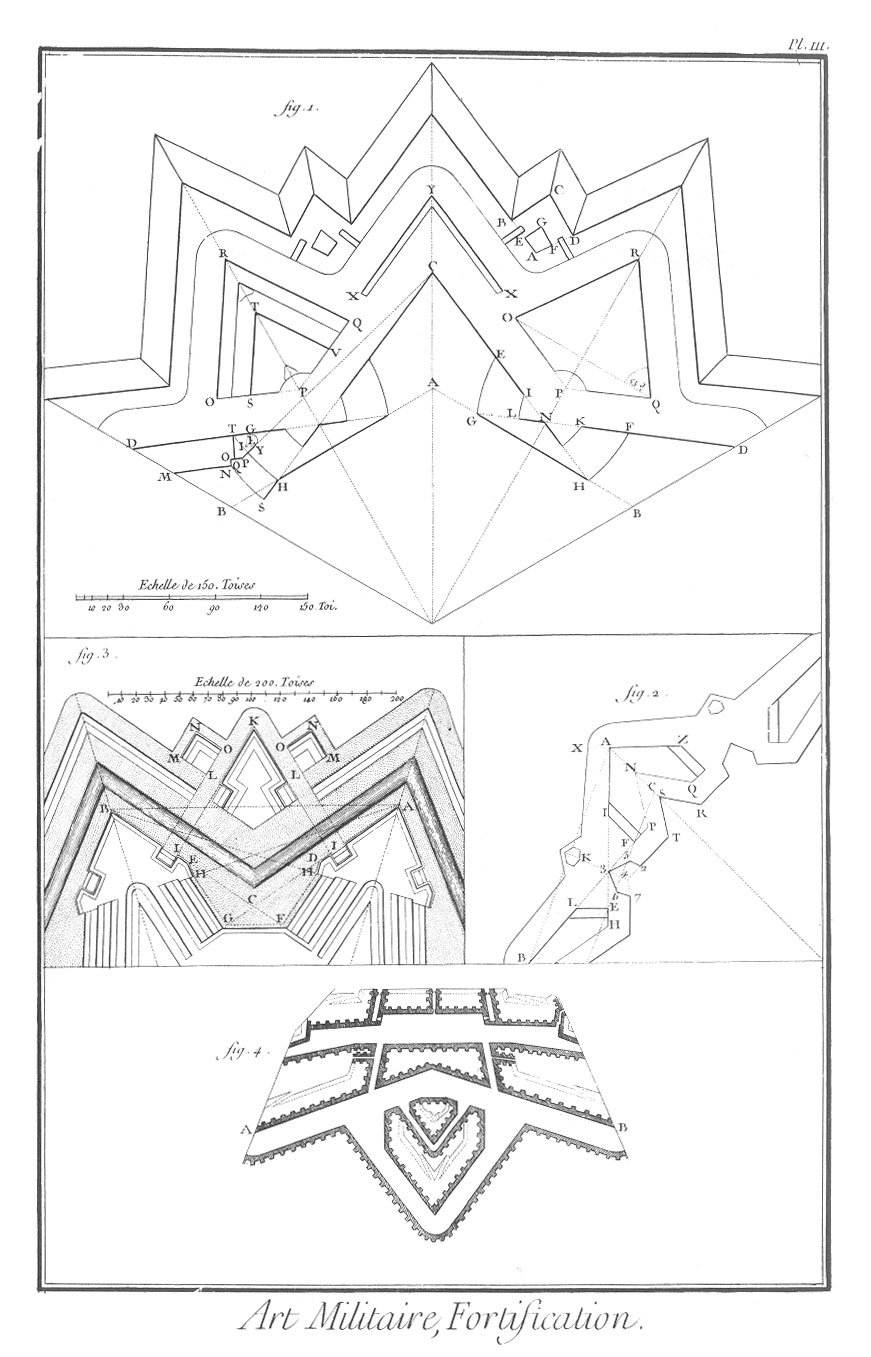 Pl. III.
fig. 1.
C
Y
B
G
E
D
F
A
R
R
C
X
X
T
O
Q
V
E
A
O
S
P
I
P
Q
G
L
N
K
F
T
G
D
D
I
L
Y
M
O
N
Q
P
H
H
S
B
B
Echelle de 150. Toises
10 20 30 60 90 120 150. Toi.
fig. 3.
Echelle de 200. Toises
10 20 30 40 50 60 70 80 90 100 120 140 160 180 200
N
K
N
M
O
O
M
L
L
B
A
I
I
E
D
H
H
C
G
F
fig. 2.
X
A
Z
N
C
S
Q
R
I
P
T
F
K
5
3
4
2
L
6
7
E
H
B
fig. 4.
A
B
Art Militaire, Fortification.